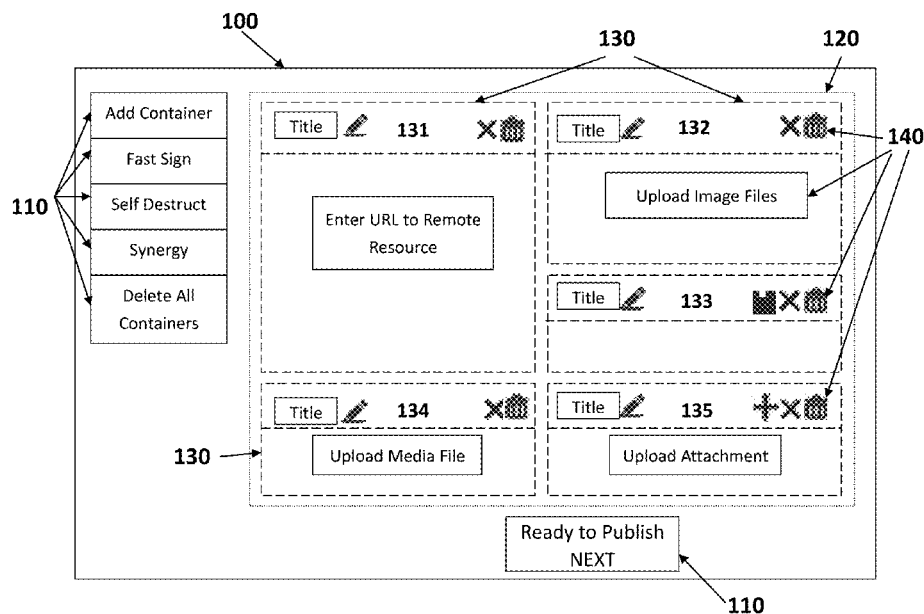 100
130
120
Add Container
Fast Sign
Self Destruct
Synergy
Delete All
Containers
110
Title
131
Enter URL to Remote
Resource
Title
132
Upload Image Files
140
Title
133
Title
134
Upload Media File
130
Title
135
Upload Attachment
Ready to Publish
NEXT
110